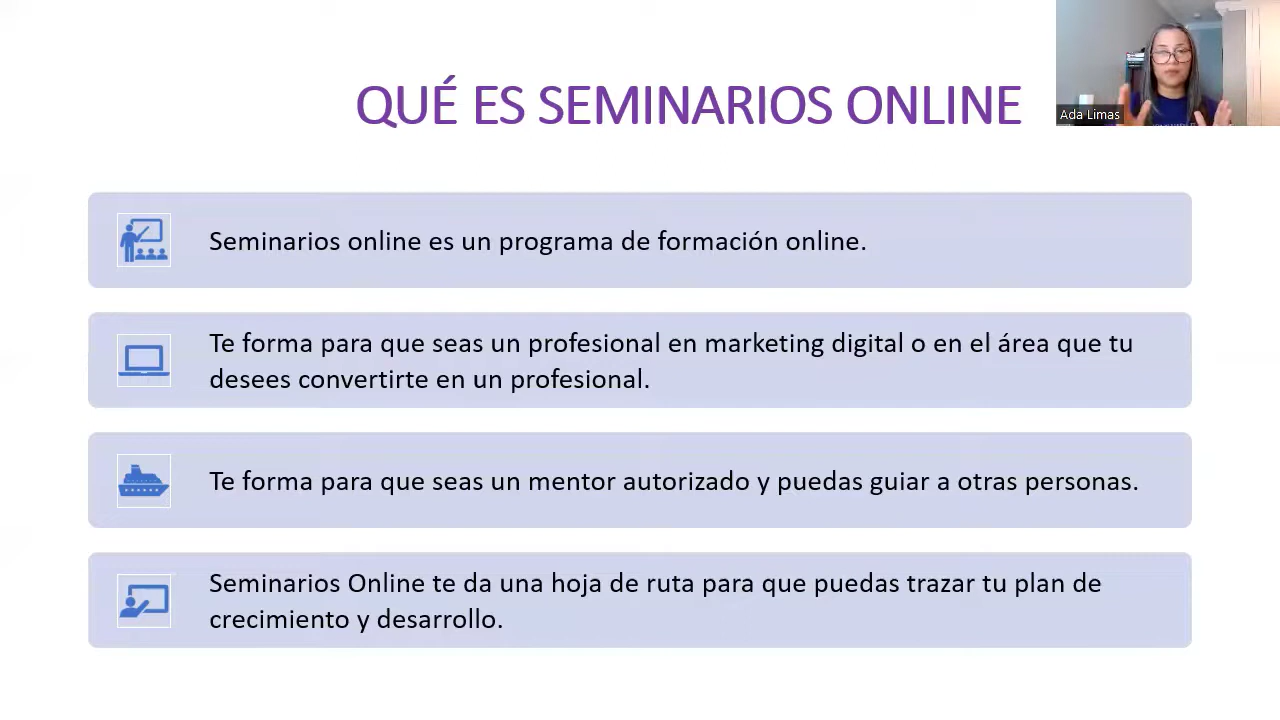 QUÉ ES SEMINARIOS ONLINE
Ada Limas
Seminarios online es un programa de formación online.
Te forma para que seas un profesional en marketing digital o en el área que tu
desees convertirte en un profesional.
Te forma para que seas un mentor autorizado y puedas guiar a otras personas.
Seminarios Online te da una hoja de ruta para que puedas trazar tu plan de
crecimiento y desarrollo.